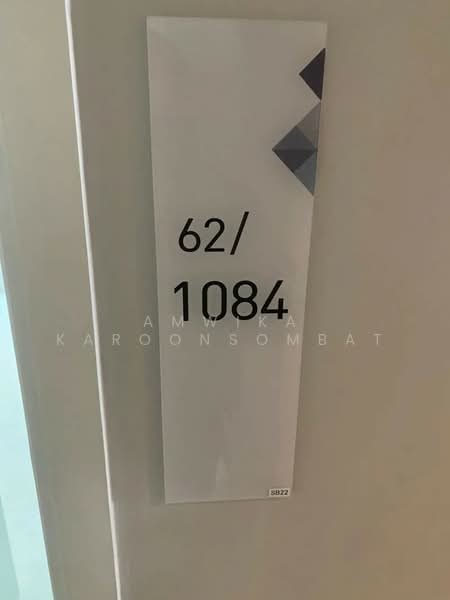 62/
1084
AMWIKA
KAROONSOMBAT
SB22